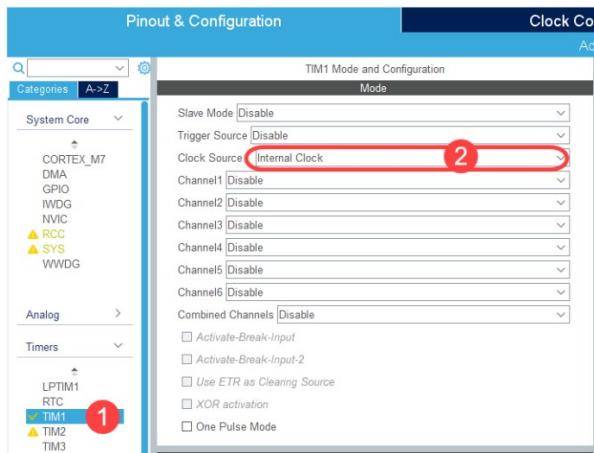 Pinout & Configuration
Clock Co
Ad
TIM1 Mode and Configuration
Categories
A->Z
Mode
System Core
CORTEX_M7
DMA
GPIO
IWDG
NVIC
RCC
SYS
WWDG
Analog
Timers
LPTIM1
RTC
TIM1
1
TIM2
TIM3
Slave Mode Disable
Trigger Source Disable
Clock Source Internal Clock
2
Channel1 Disable
Channel2 Disable
Channel3 Disable
Channel4 Disable
Channel5 Disable
Channel6 Disable
Combined Channels Disable
Activate-Break-Input
Activate-Break-Input-2
Use ETR as Clearing Source
XOR activation
One Pulse Mode